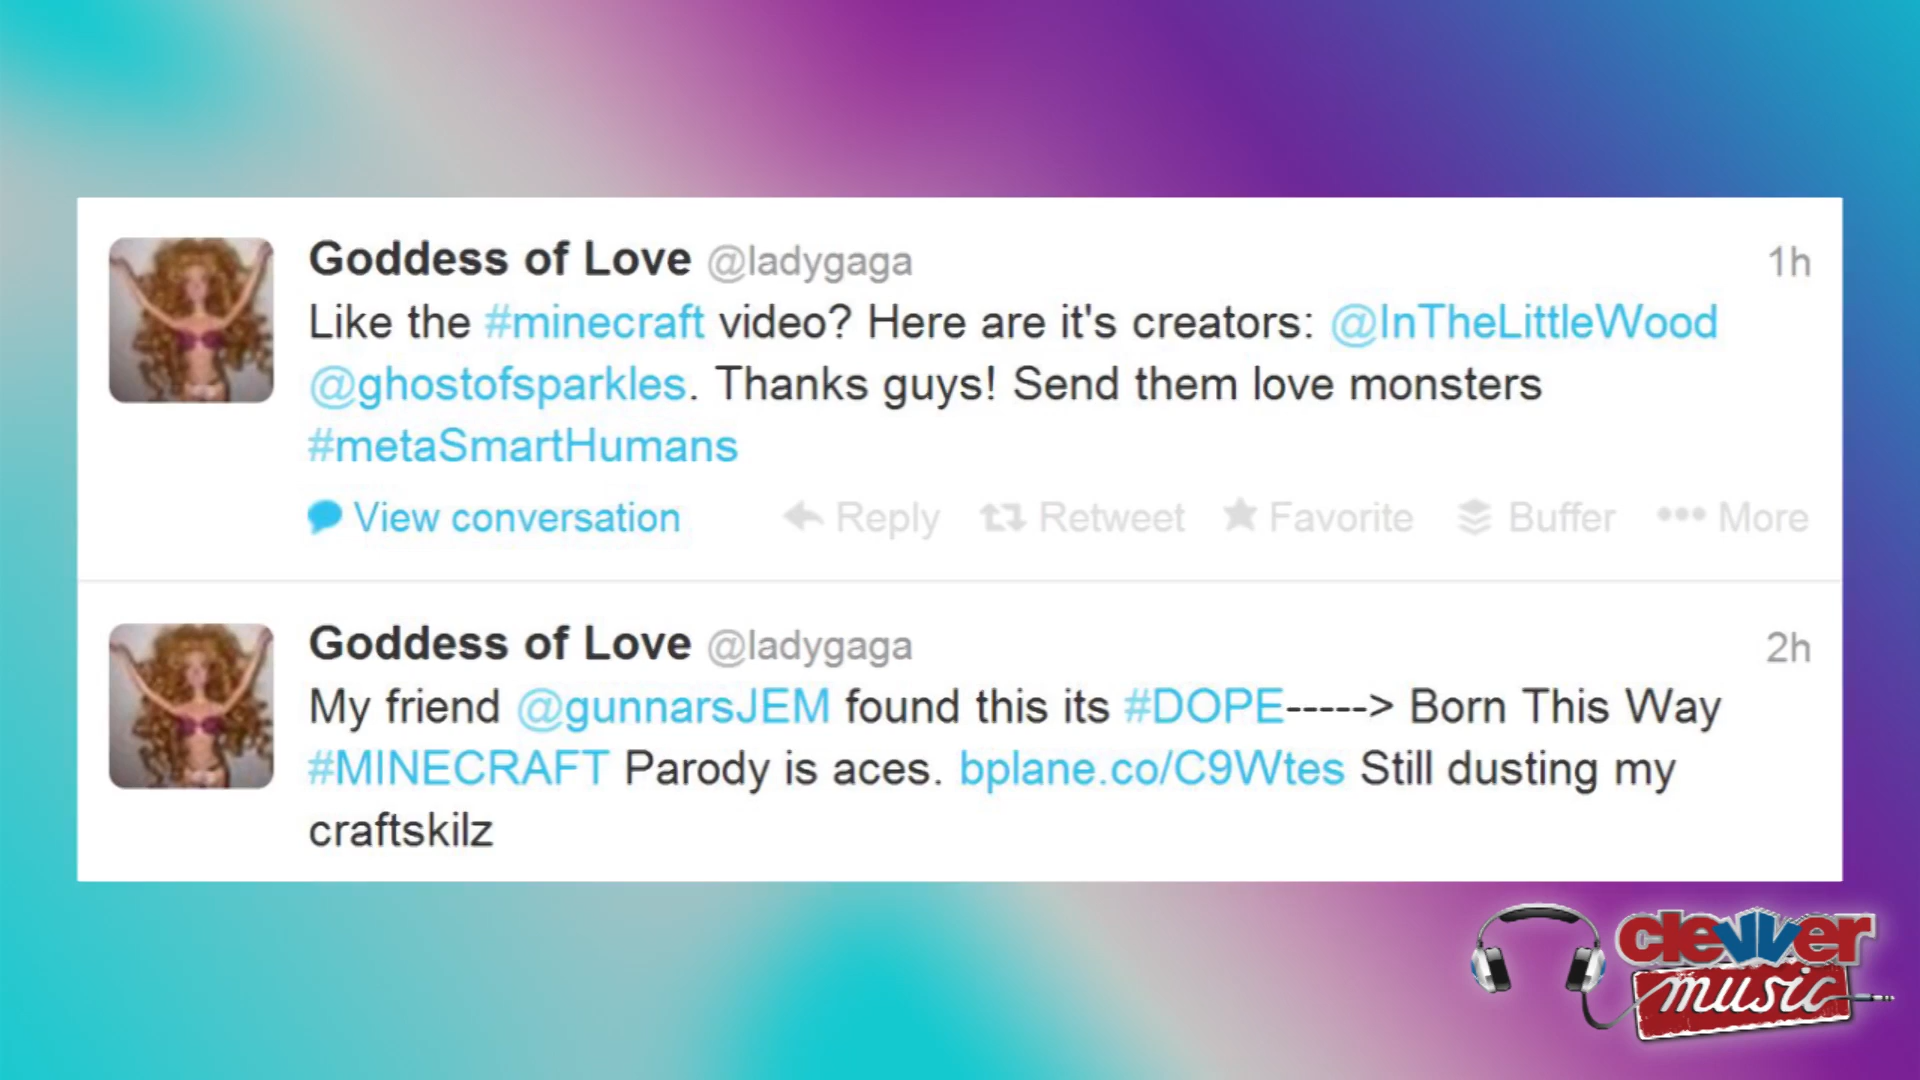 Goddess of Love @ladygaga 1h
Like the #minecraft video? Here are it's creators: @InTheLittleWood
@ghostofsparkles. Thanks guys! Send them love monsters
#metaSmartHumans
View conversation Reply Retweet Favorite Buffer More
Goddess of Love @ladygaga 2h
My friend @gunnarsJEM found this its #DOPE-----> Born This Way
#MINECRAFT Parody is aces. bplane.co/C9Wtes Still dusting my
craftskilz
clevver
music